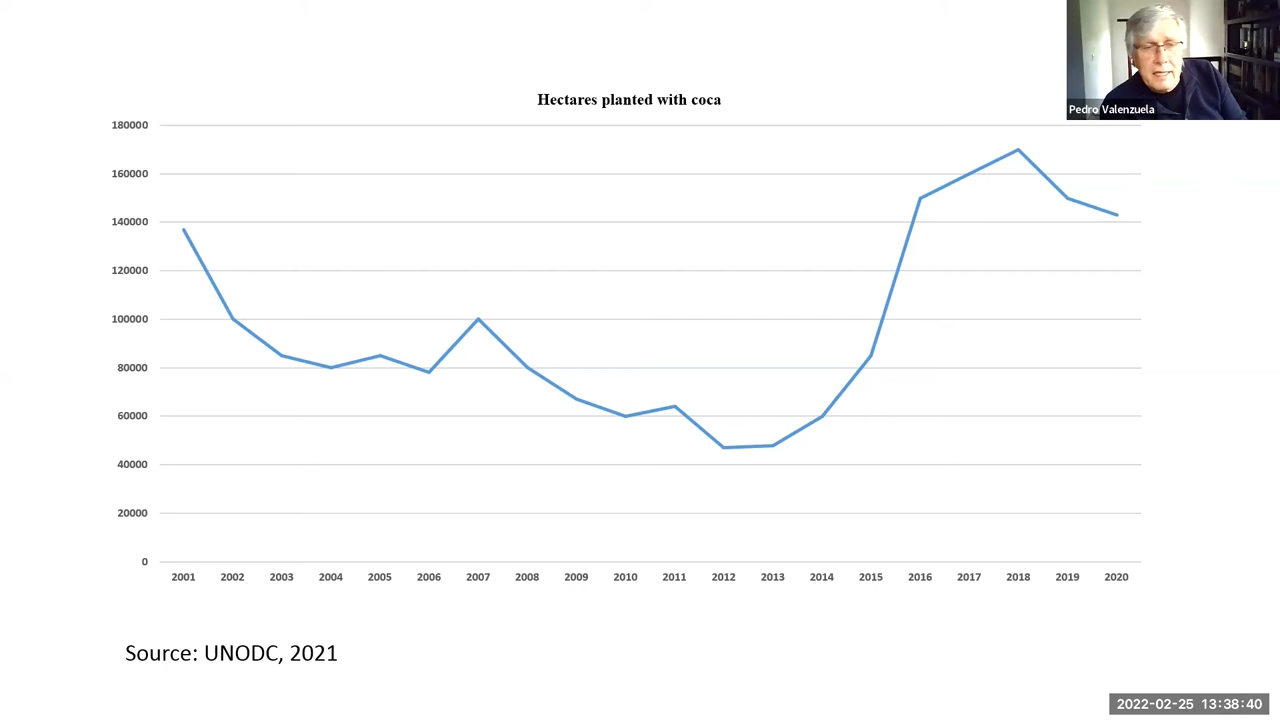 Pedro Valenzuela
Hectares planted with coca
180000
160000
140000
120000
100000
80000
60000
40000
20000
0
2001 2002 2003 2004 2005 2006 2007 2008 2009 2010 2011 2012 2013 2014 2015 2016 2017 2018 2019 2020
Source: UNODC, 2021
2022-02-25 13:38:40